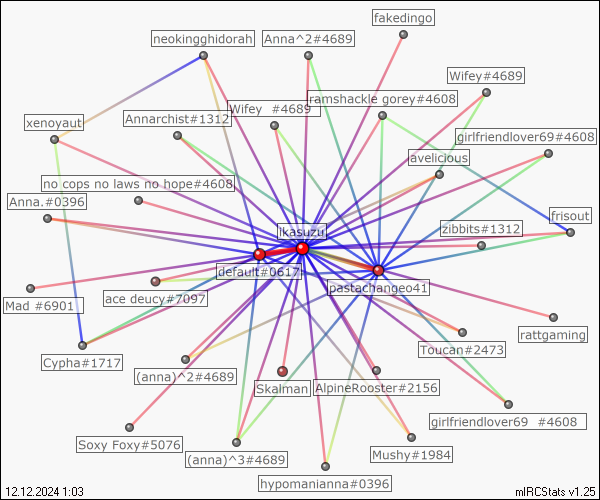 fakedingo
neokingghidorah
Anna^2#4689
Wifey#4689
ramshackle gorey#4608
Wifey  #4689
Annarchist#1312
xenoyaut
girlfriendlover69#4608
avelicious
no cops no laws no hope#4608
Anna.#0396
frisout
zibbits#1312
Ikasuzu
default#0617
pastachangeo41
ace deucy#7097
Mad #6901
rattgaming
Toucan#2473
Cypha#1717
(anna)^2#4689
Skalman
AlpineRooster#2156
girlfriendlover69  #4608
Soxy Foxy#5076
Mushy#1984
(anna)^3#4689
hypomanianna#0396
12.12.2024 1:03
mIRCStats v1.25